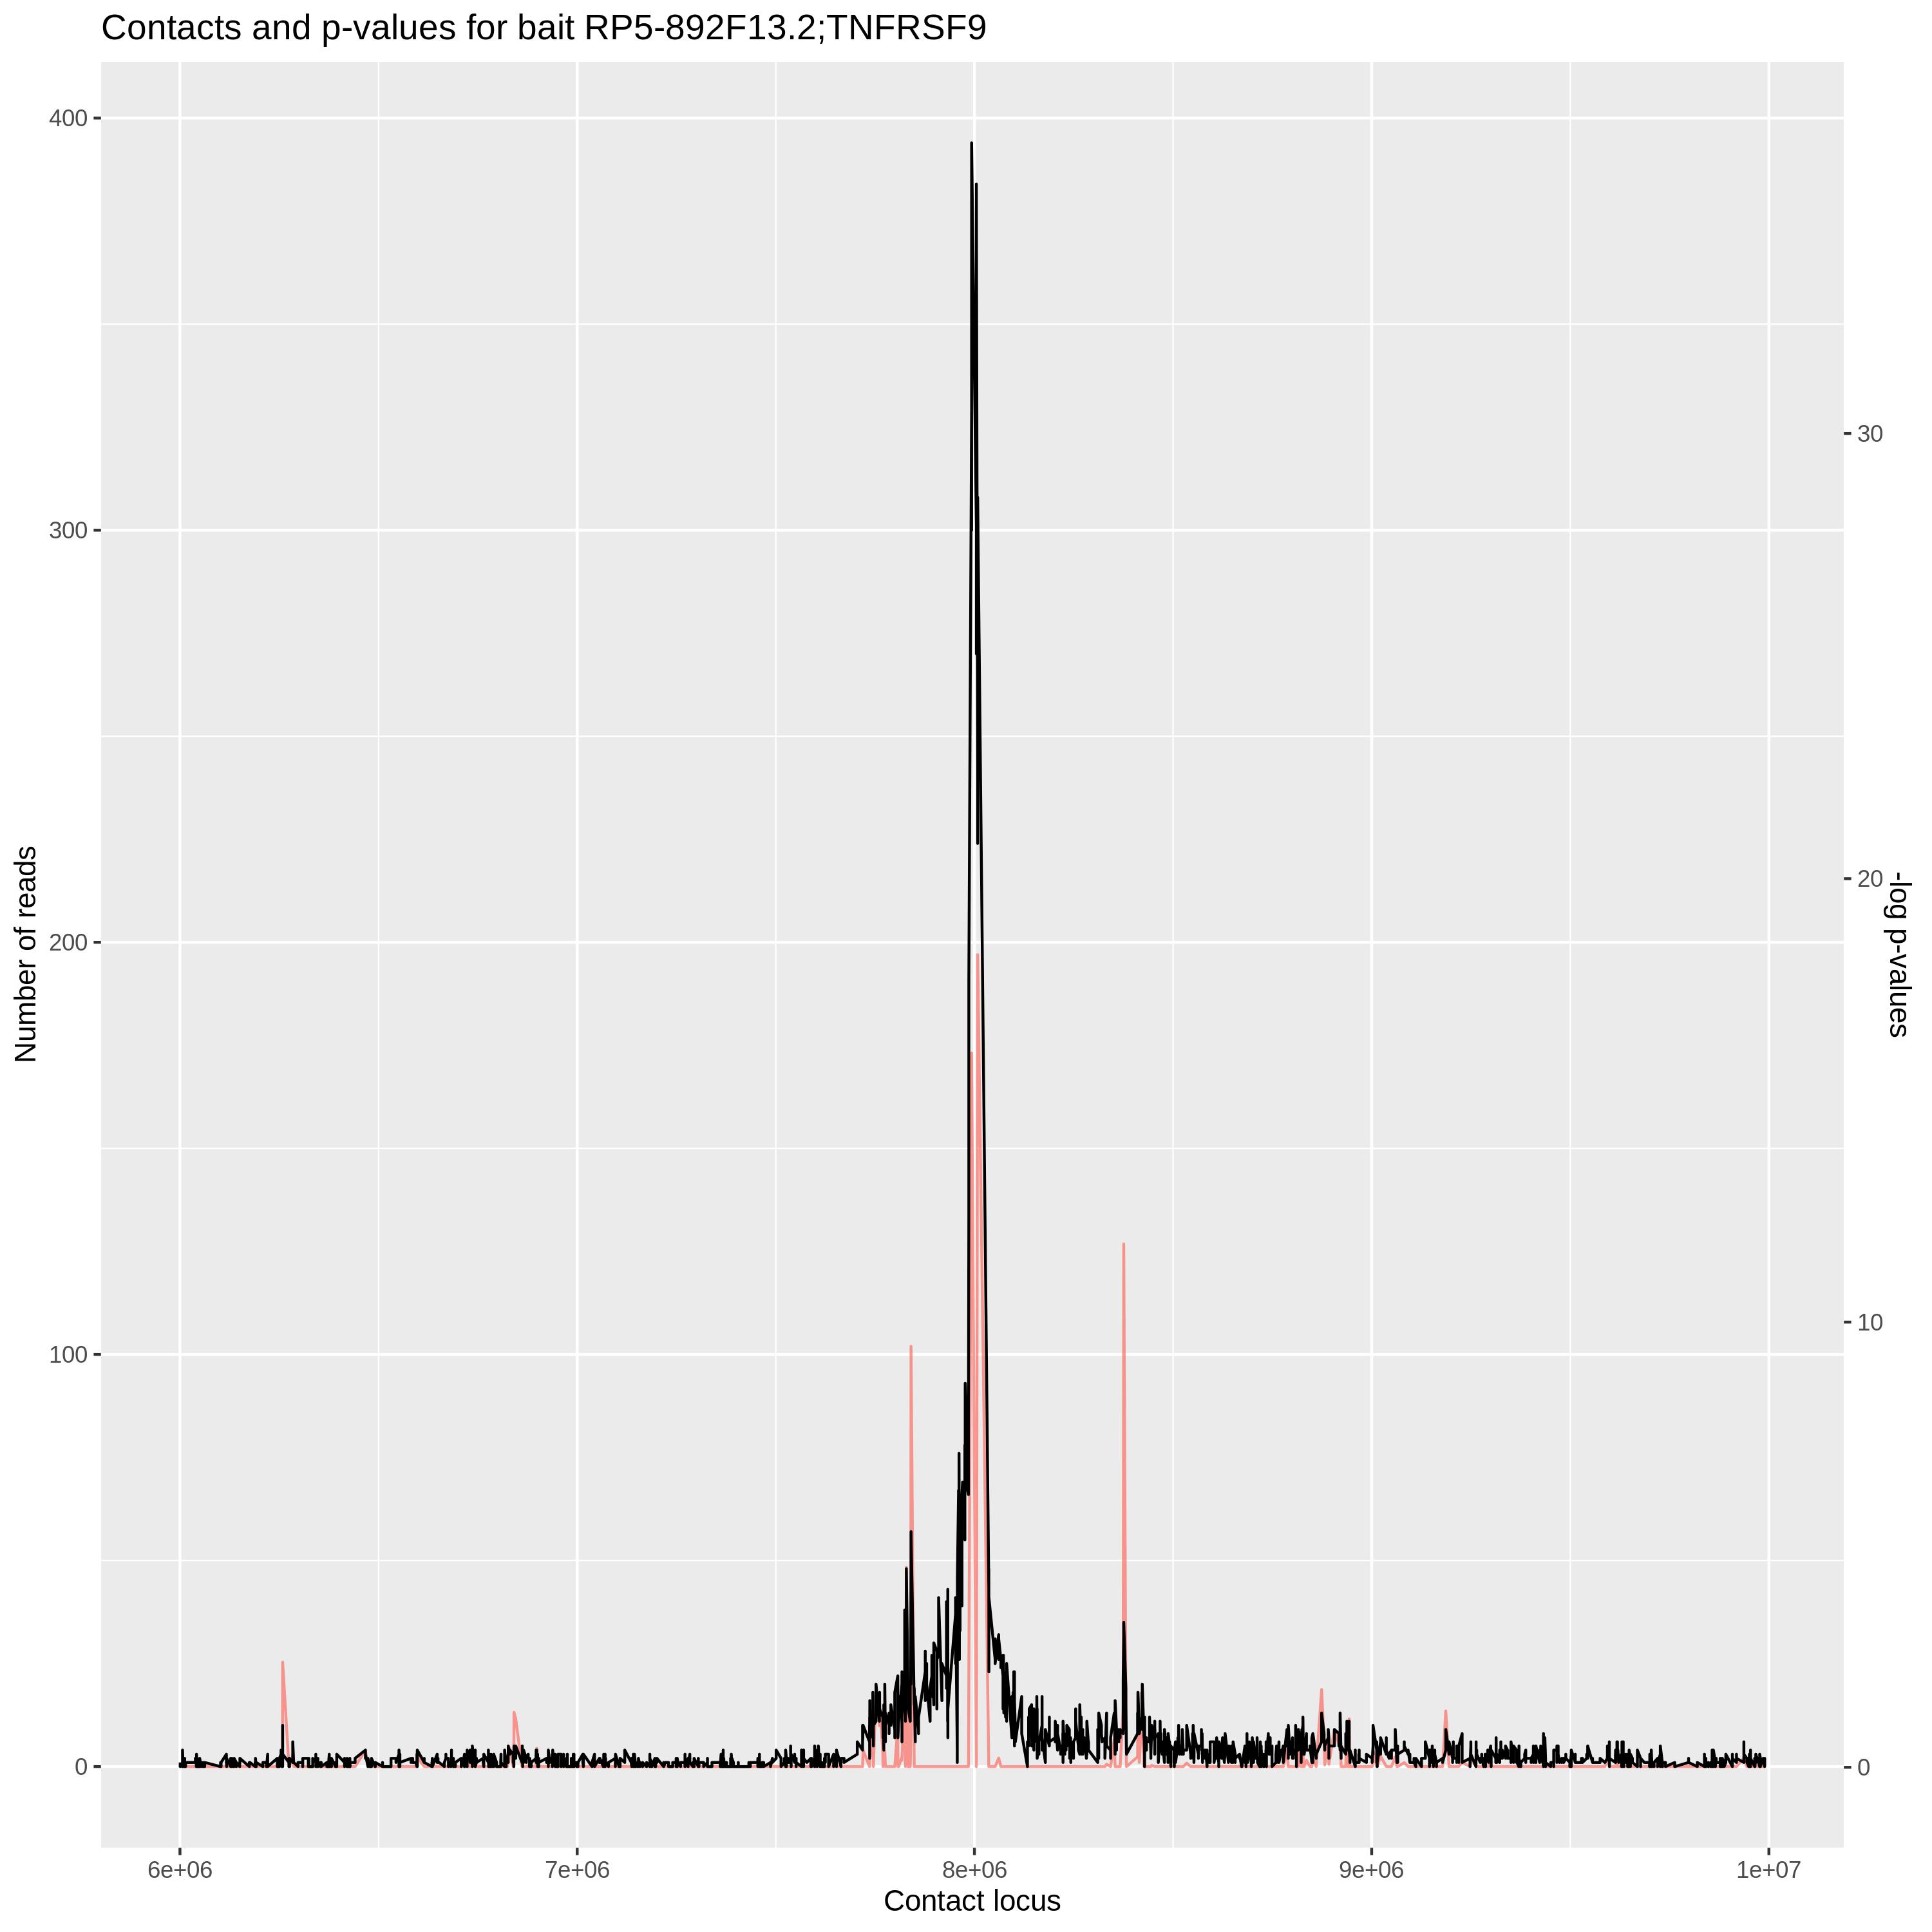 Contacts and p-values for bait RP5-892F13.2;TNFRSF9
400
300
200
100
0
Number of reads
30
20
10
0
-log p-values
6e+06
7e+06
8e+06
9e+06
1e+07
Contact locus